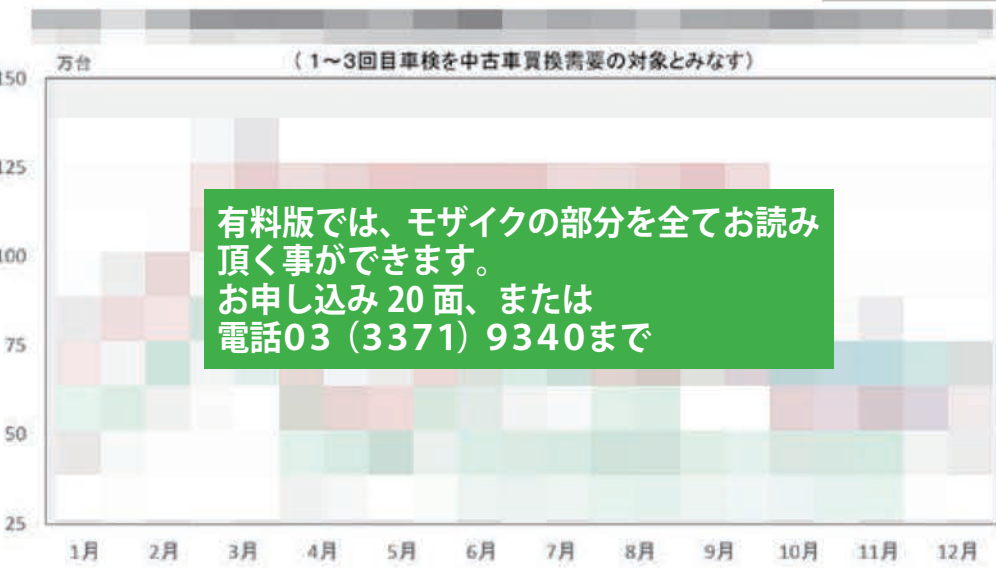 （1～3回目車検を中古車買換需要の対象とみなす）
万台
150
125
100
75
50
25
有料版では、モザイクの部分を全てお読み
頂く事ができます。
お申し込み 20 面、または
電話03（3371）9340まで
1月 2月 3月 4月 5月 6月 7月 8月 9月 10月 11月 12月